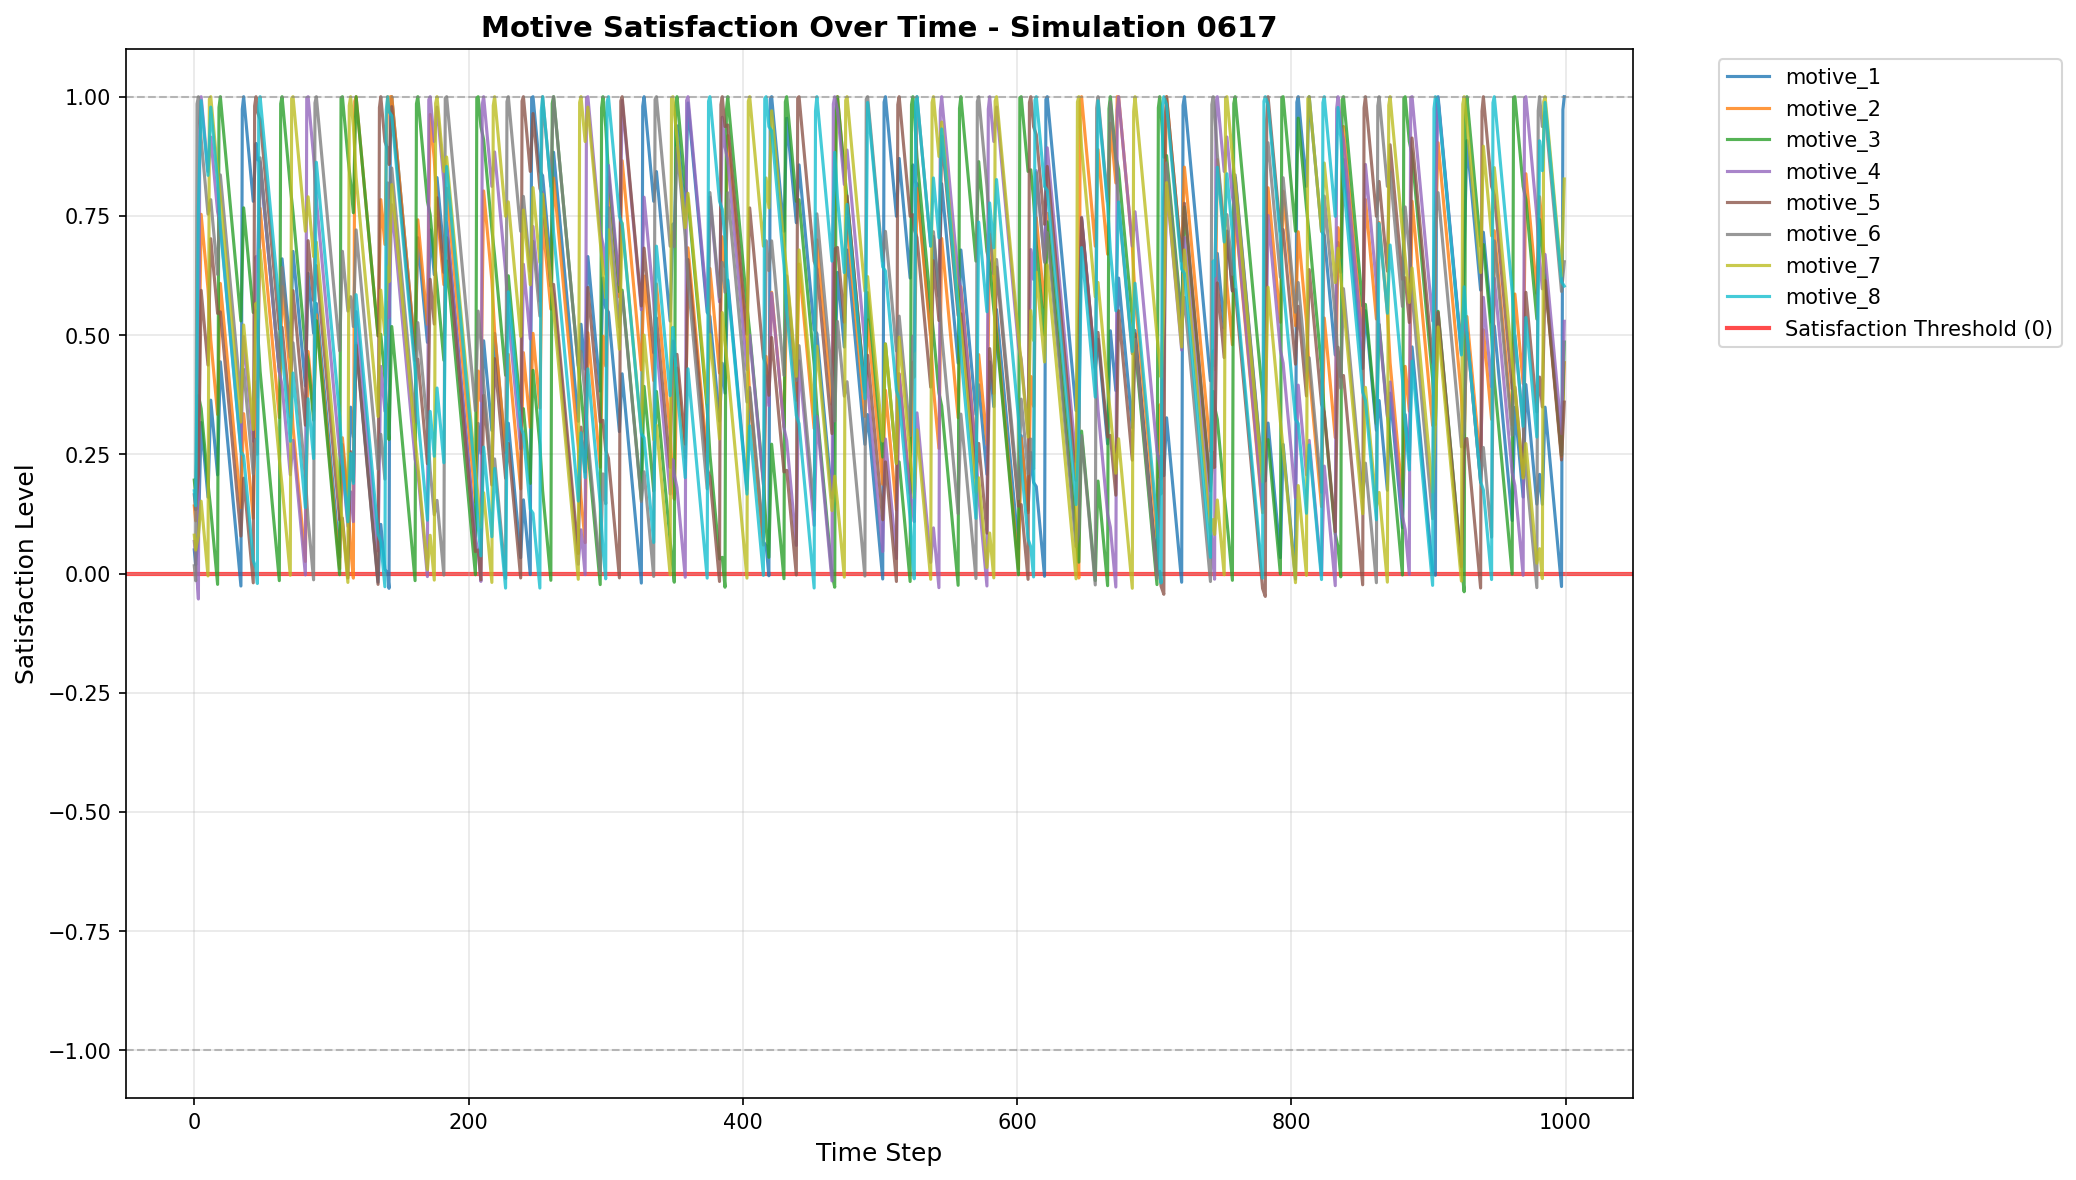 Motive Satisfaction Over Time - Simulation 0617
Satisfaction Level
1.00
0.75
0.50
0.25
0.00
−0.25
−0.50
−0.75
−1.00
0
200
400
600
800
1000
Time Step
motive_1
motive_2
motive_3
motive_4
motive_5
motive_6
motive_7
motive_8
Satisfaction Threshold (0)